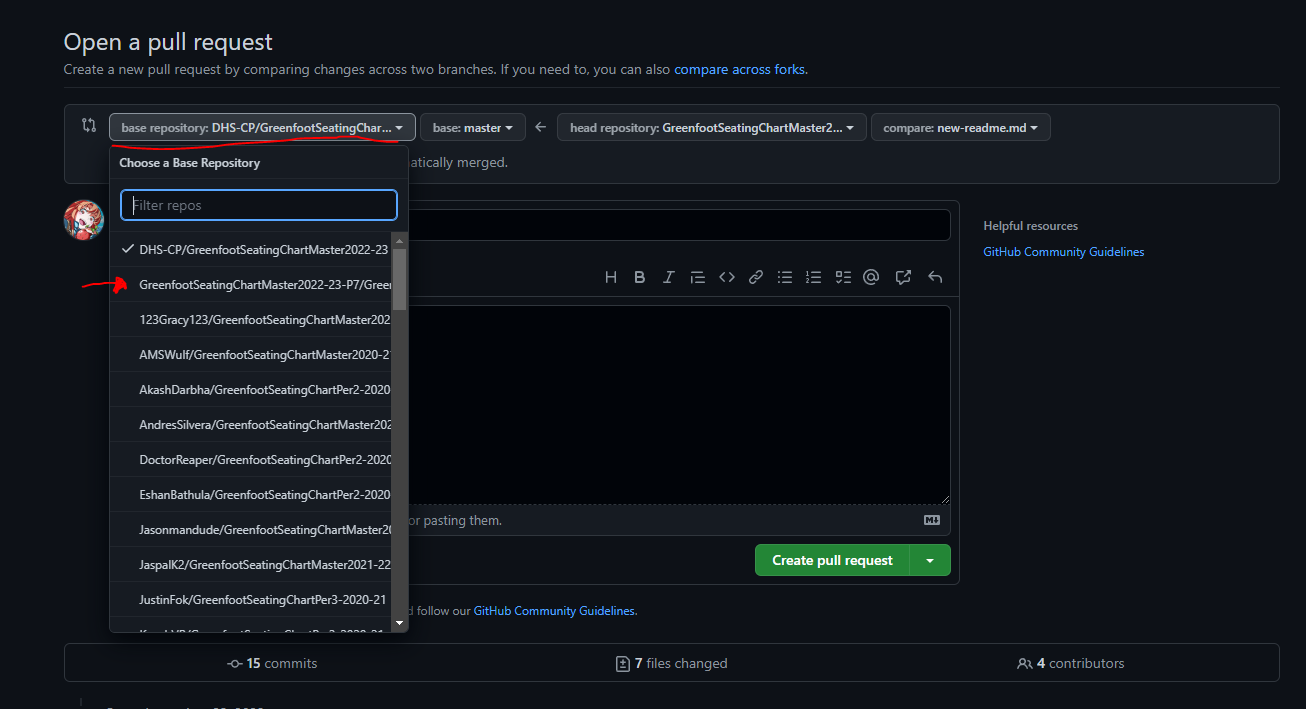 Open a pull request
Create a new pull request by comparing changes across two branches. If you need to, you can also compare across forks.
base repository: DHS-CP/GreenfootSeatingChar... base: master head repository: GreenfootSeatingChartMaster2... compare: new-readme.md
Choose a Base Repository
atically merged.
Filter repos
DHS-CP/GreenfootSeatingChartMaster2022-23
GreenfootSeatingChartMaster2022-23-P7/Green
123Gracy123/GreenfootSeatingChartMaster202
AMSWulf/GreenfootSeatingChartMaster2020-21
AkashDarbha/GreenfootSeatingChartPer2-2020
AndresSilvera/GreenfootSeatingChartMaster202
DoctorReaper/GreenfootSeatingChartPer2-2020
EshanBathula/GreenfootSeatingChartPer2-2020
Jasonmandude/GreenfootSeatingChartMaster20
JaspalK2/GreenfootSeatingChartMaster2021-22
JustinFok/GreenfootSeatingChartPer3-2020-21
Helpful resources
GitHub Community Guidelines
H B I
or pasting them.
Create pull request
d follow our GitHub Community Guidelines.
15 commits 7 files changed 4 contributors